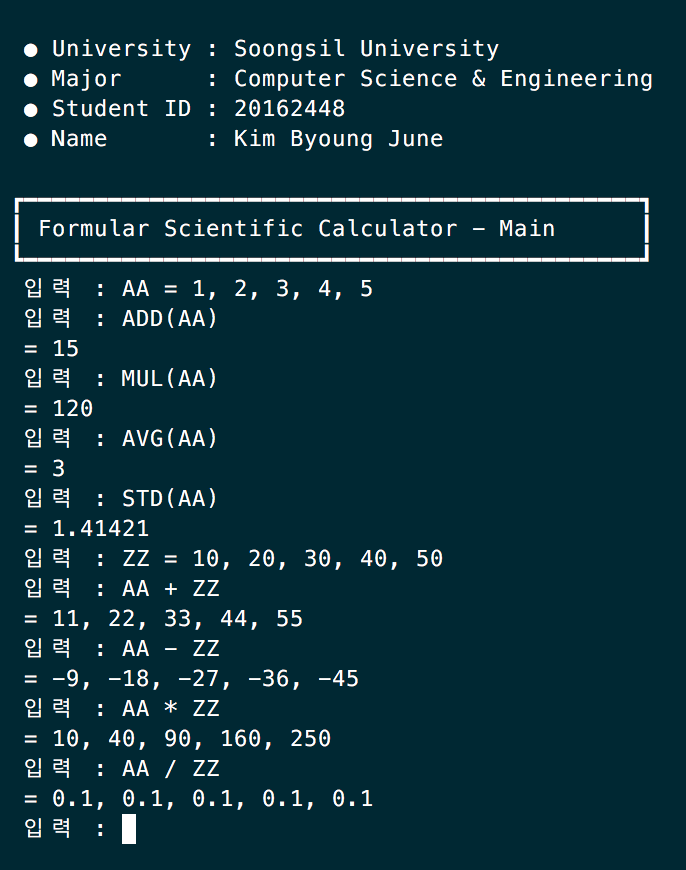 ● University : Soongsil University
● Major      : Computer Science & Engineering
● Student ID : 20162448
● Name       : Kim Byoung June
Formular Scientific Calculator - Main
입력 : AA = 1, 2, 3, 4, 5
입력 : ADD(AA)
= 15
입력 : MUL(AA)
= 120
입력 : AVG(AA)
= 3
입력 : STD(AA)
= 1.41421
입력 : ZZ = 10, 20, 30, 40, 50
입력 : AA + ZZ
= 11, 22, 33, 44, 55
입력 : AA - ZZ
= -9, -18, -27, -36, -45
입력 : AA * ZZ
= 10, 40, 90, 160, 250
입력 : AA / ZZ
= 0.1, 0.1, 0.1, 0.1, 0.1
입력 :